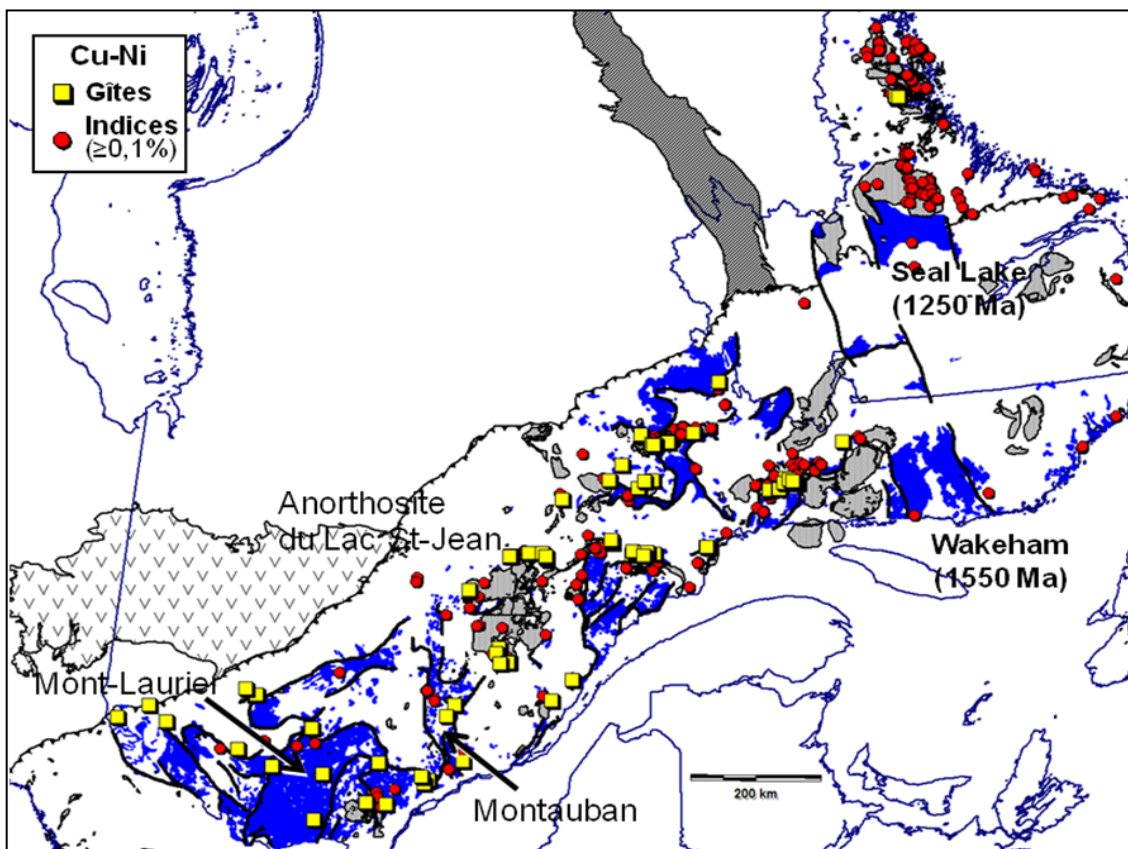 Cu-Ni
Gîtes
Indices
(≥0,1%)
Seal Lake
(1250 Ma)
Anorthosite
du Lac-St-Jean
Wakeham
(1550 Ma)
Mont-Laurier
Montauban
200 km